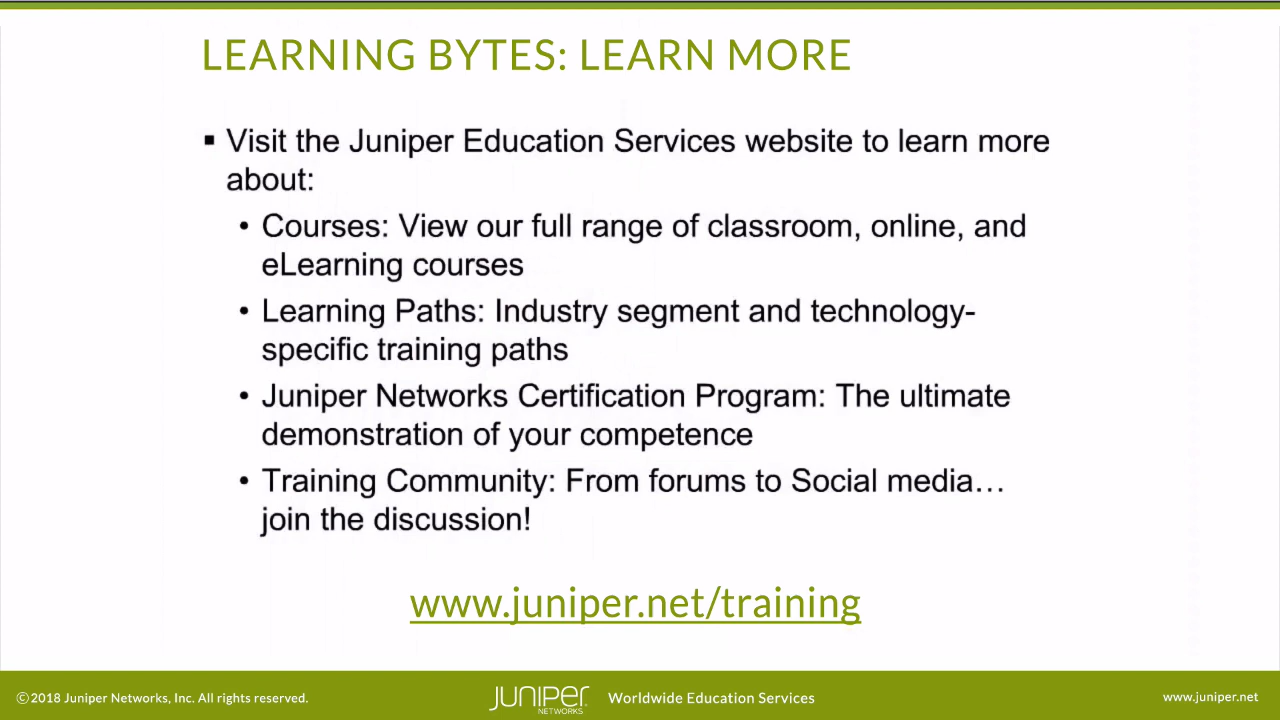 LEARNING BYTES: LEARN MORE
▪ Visit the Juniper Education Services website to learn more
about:
• Courses: View our full range of classroom, online, and
eLearning courses
• Learning Paths: Industry segment and technology-
specific training paths
• Juniper Networks Certification Program: The ultimate
demonstration of your competence
• Training Community: From forums to Social media…
join the discussion!
www.juniper.net/training
©2018 Juniper Networks, Inc. All rights reserved.
JUNIPER
NETWORKS
Worldwide Education Services
www.juniper.net